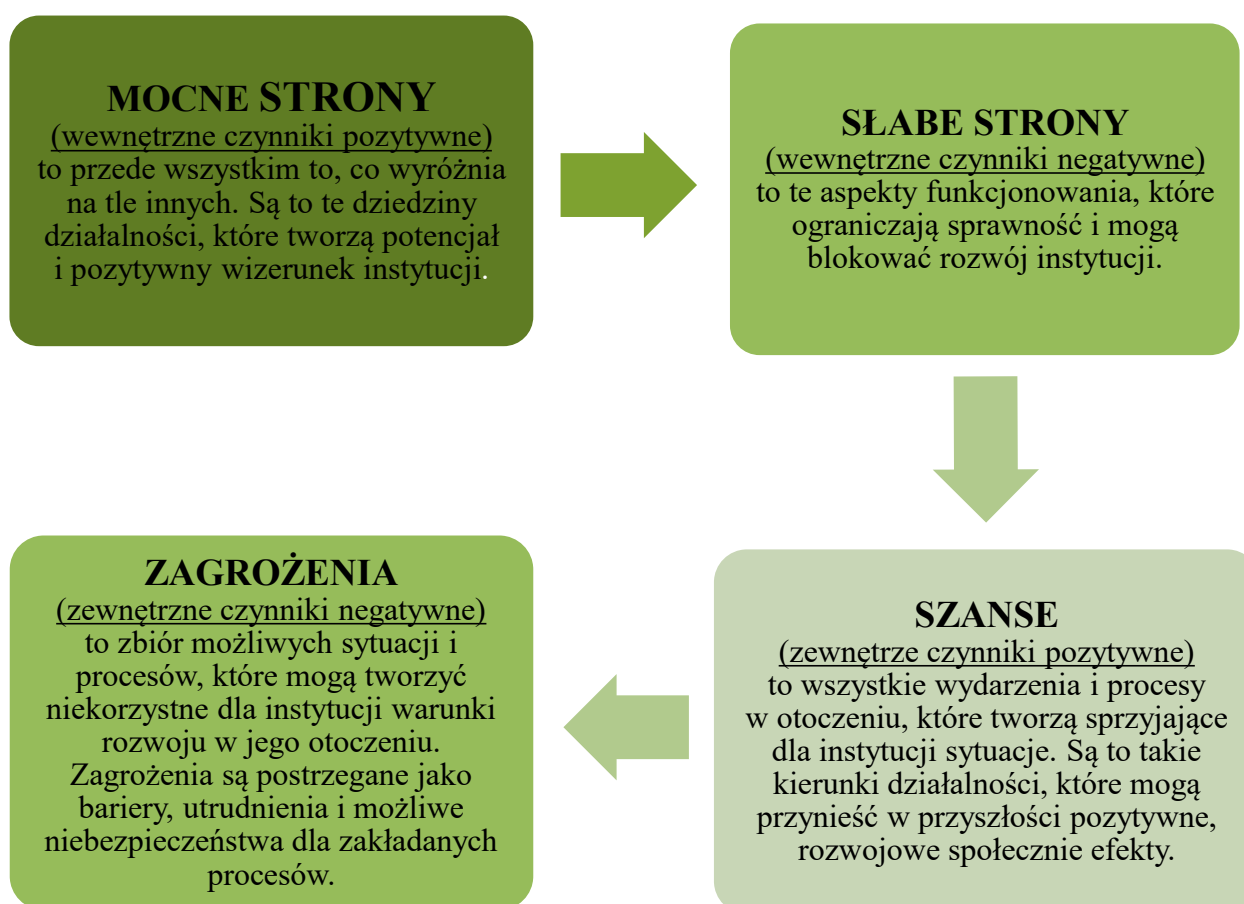 MOCNE STRONY
(wewnętrzne czynniki pozytywne)
to przede wszystkim to, co wyróżnia
na tle innych. Są to te dziedziny
działalności, które tworzą potencjał
i pozytywny wizerunek instytucji.
SŁABE STRONY
(wewnętrzne czynniki negatywne)
to te aspekty funkcjonowania, które
ograniczają sprawność i mogą
blokować rozwój instytucji.
SZANSE
(zewnętrze czynniki pozytywne)
to wszystkie wydarzenia i procesy
w otoczeniu, które tworzą sprzyjające
dla instytucji sytuacje. Są to takie
kierunki działalności, które mogą
przynieść w przyszłości pozytywne,
rozwojowe społecznie efekty.
ZAGROŻENIA
(zewnętrzne czynniki negatywne)
to zbiór możliwych sytuacji i
procesów, które mogą tworzyć
niekorzystne dla instytucji warunki
rozwoju w jego otoczeniu.
Zagrożenia są postrzegane jako
bariery, utrudnienia i możliwe
niebezpieczeństwa dla zakładanych
procesów.